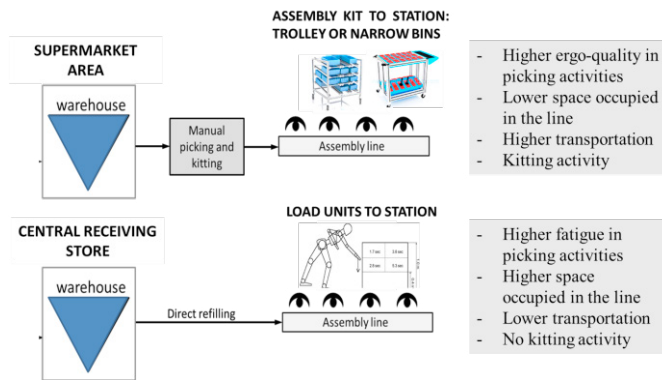 ASSEMBLY KIT TO STATION:
TROLLEY OR NARROW BINS
SUPERMARKET
AREA
warehouse
Manual
picking and
kitting
Assembly line
- Higher ergo-quality in
picking activities
- Lower space occupied
in the line
- Higher transportation
- Kitting activity
CENTRAL RECEIVING
STORE
warehouse
Direct refilling
LOAD UNITS TO STATION
Assembly line
- Higher fatigue in
picking activities
- Higher space
occupied in the line
- Lower transportation
- No kitting activity